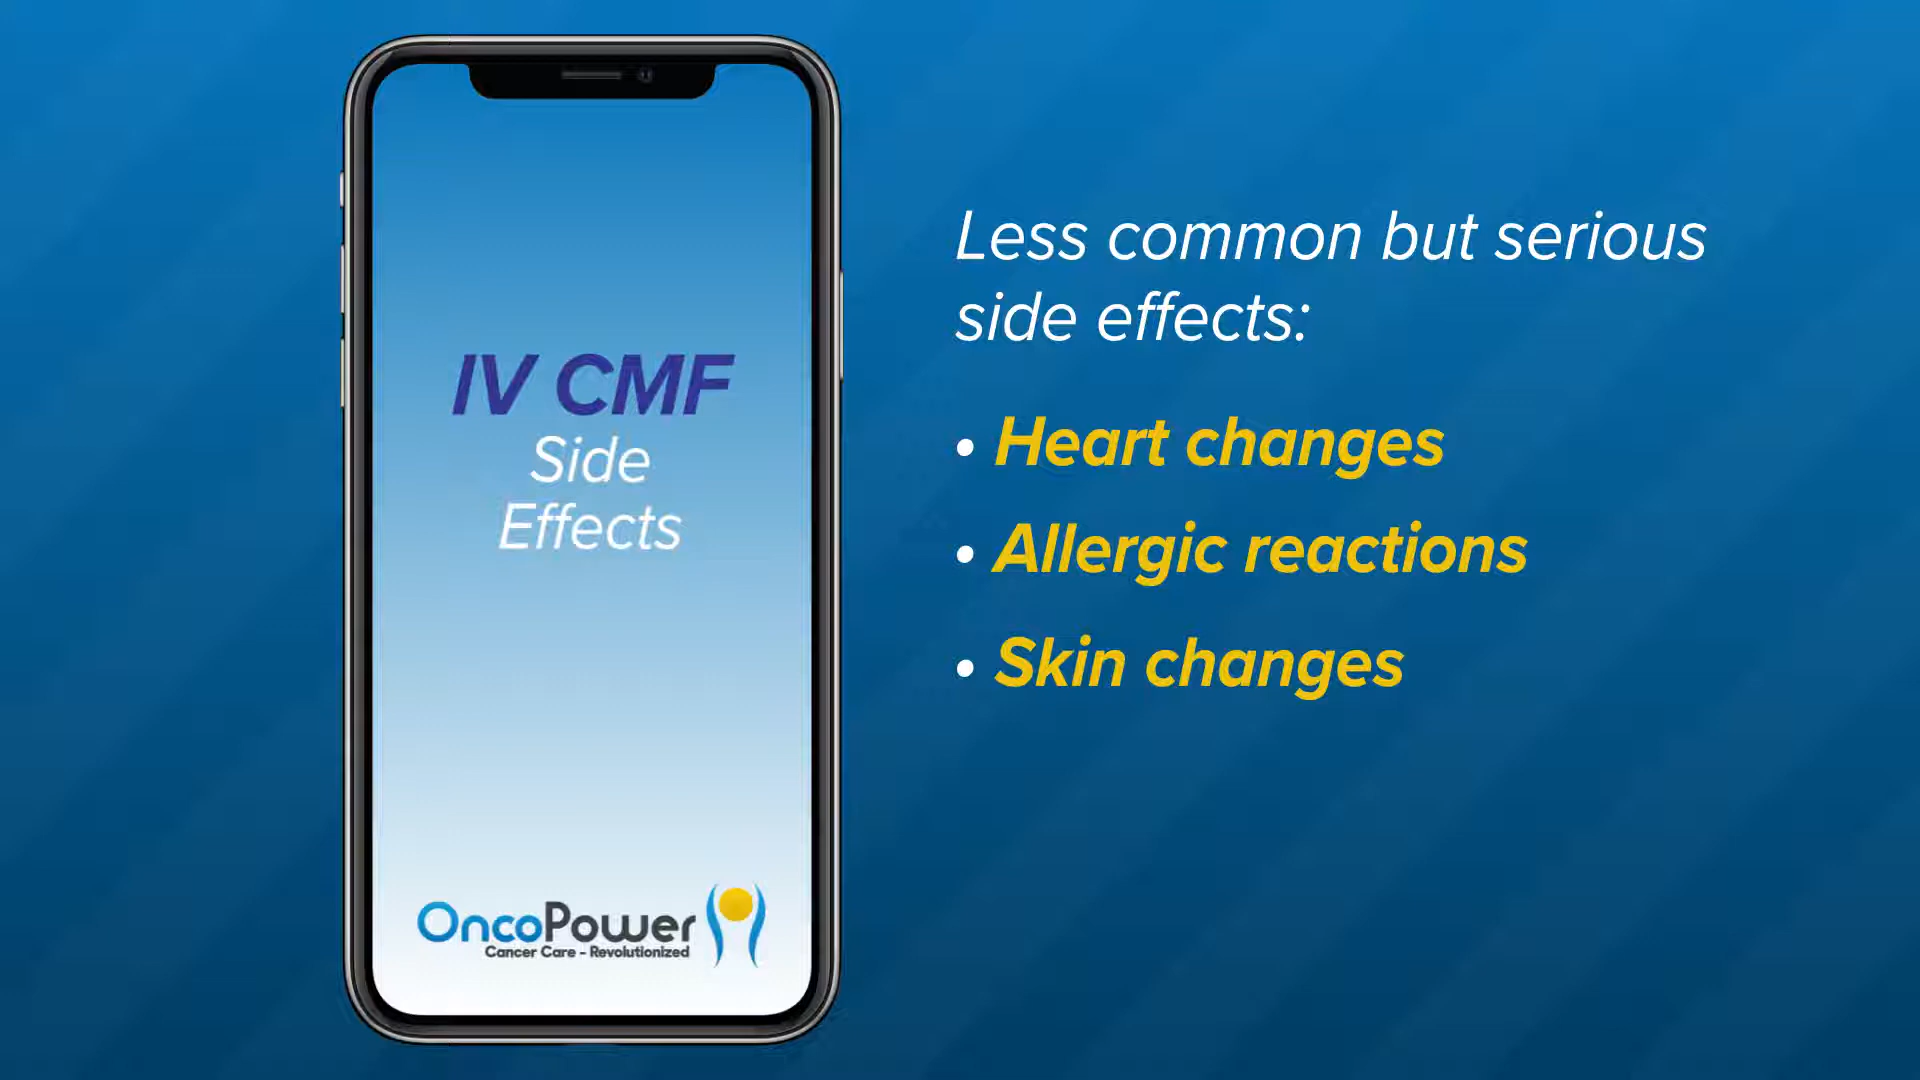 IV CMF
Side
Effects
OncoPower
Cancer Care - Revolutionized
Less common but serious
side effects:
• Heart changes
• Allergic reactions
• Skin changes